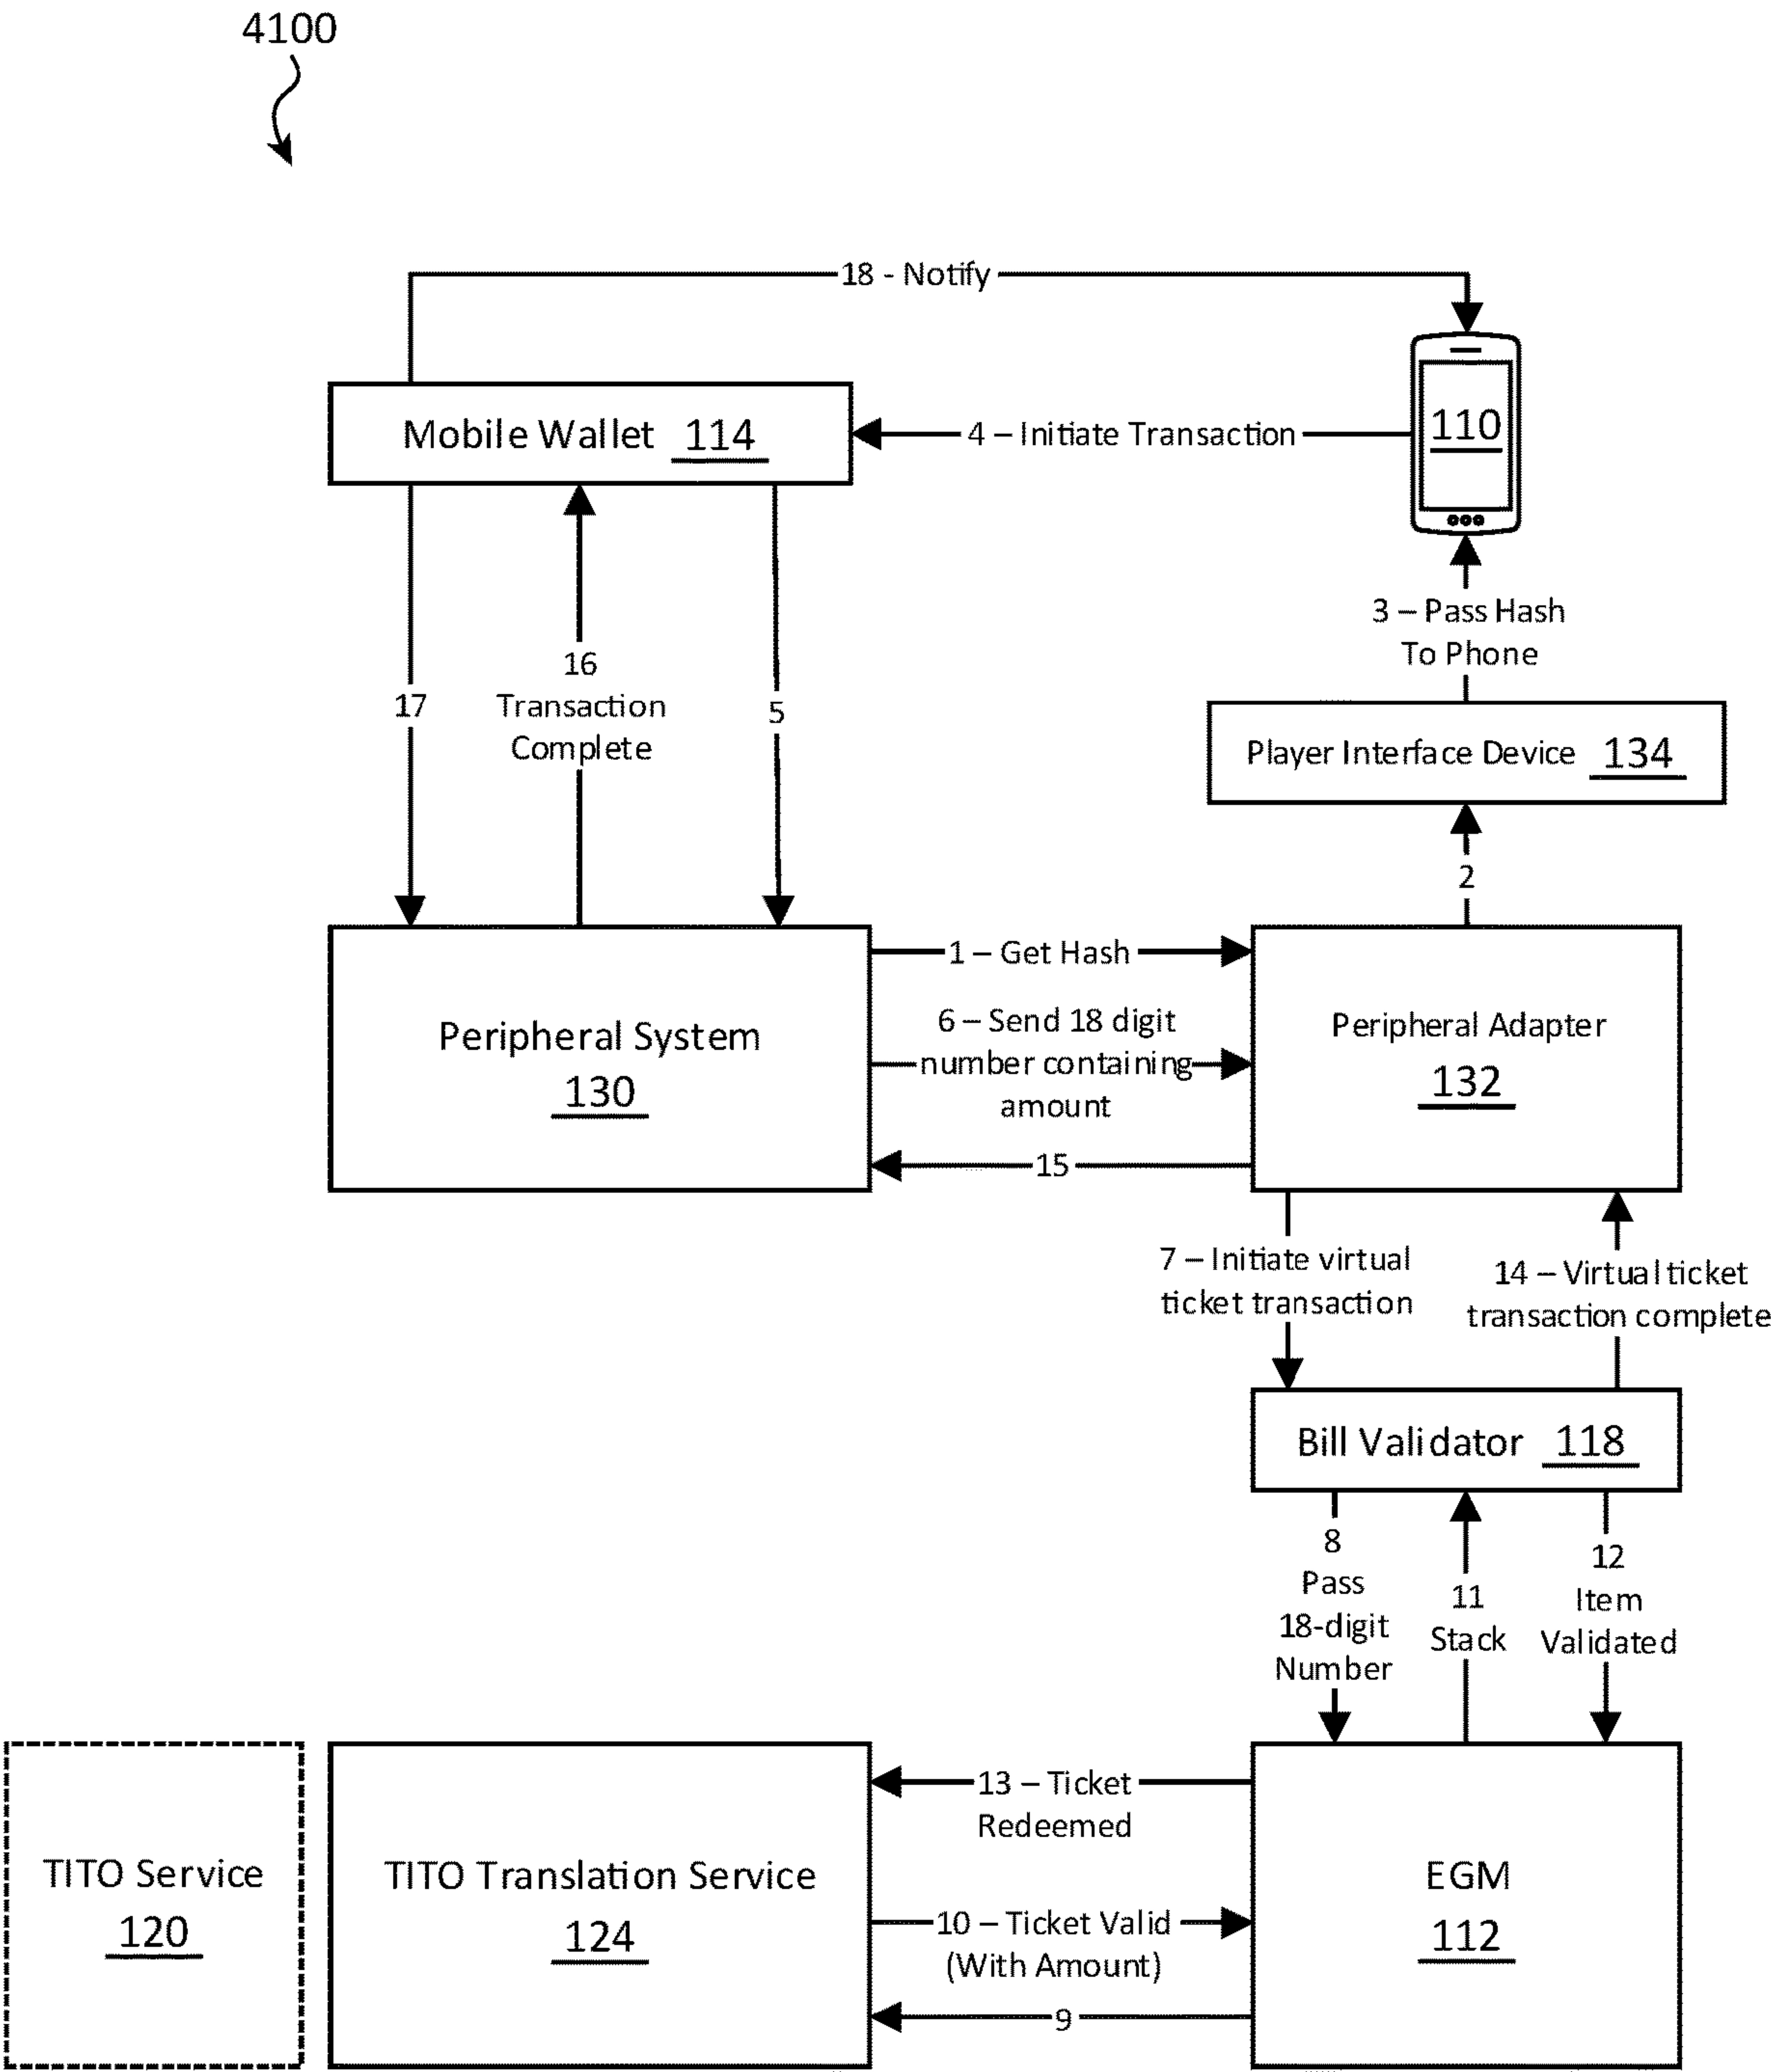 4100
18 - Notify
Mobile Wallet 114
4 – Initiate Transaction
110
3 – Pass Hash
To Phone
17
16
Transaction
Complete
5
Player Interface Device 134
2
Peripheral System
130
1 – Get Hash
6 – Send 18 digit
number containing
amount
15
Peripheral Adapter
132
7 – Initiate virtual
ticket transaction
14 – Virtual ticket
transaction complete
Bill Validator 118
8
Pass
18-digit
Number
11
Stack
12
Item
Validated
TITO Service
120
TITO Translation Service
124
13 – Ticket
Redeemed
10 – Ticket Valid
(With Amount)
9
EGM
112